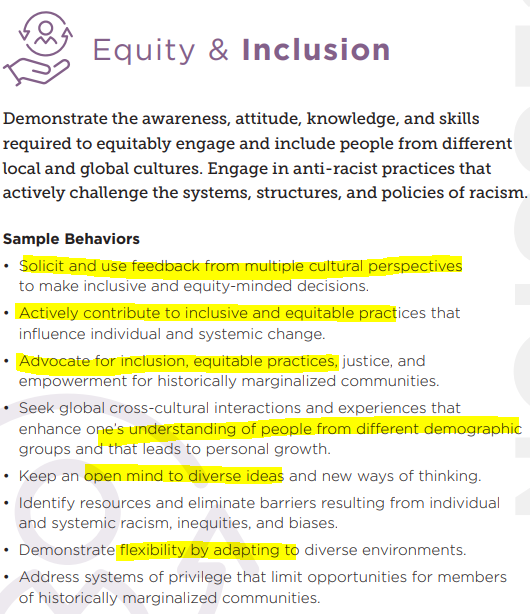 Equity & Inclusion
Demonstrate the awareness, attitude, knowledge, and skills
required to equitably engage and include people from different
local and global cultures. Engage in anti-racist practices that
actively challenge the systems, structures, and policies of racism.
Sample Behaviors
• Solicit and use feedback from multiple cultural perspectives
to make inclusive and equity-minded decisions.
• Actively contribute to inclusive and equitable practices that
influence individual and systemic change.
• Advocate for inclusion, equitable practices, justice, and
empowerment for historically marginalized communities.
• Seek global cross-cultural interactions and experiences that
enhance one's understanding of people from different demographic
groups and that leads to personal growth.
• Keep an open mind to diverse ideas and new ways of thinking.
• Identify resources and eliminate barriers resulting from individual
and systemic racism, inequities, and biases.
• Demonstrate flexibility by adapting to diverse environments.
• Address systems of privilege that limit opportunities for members
of historically marginalized communities.